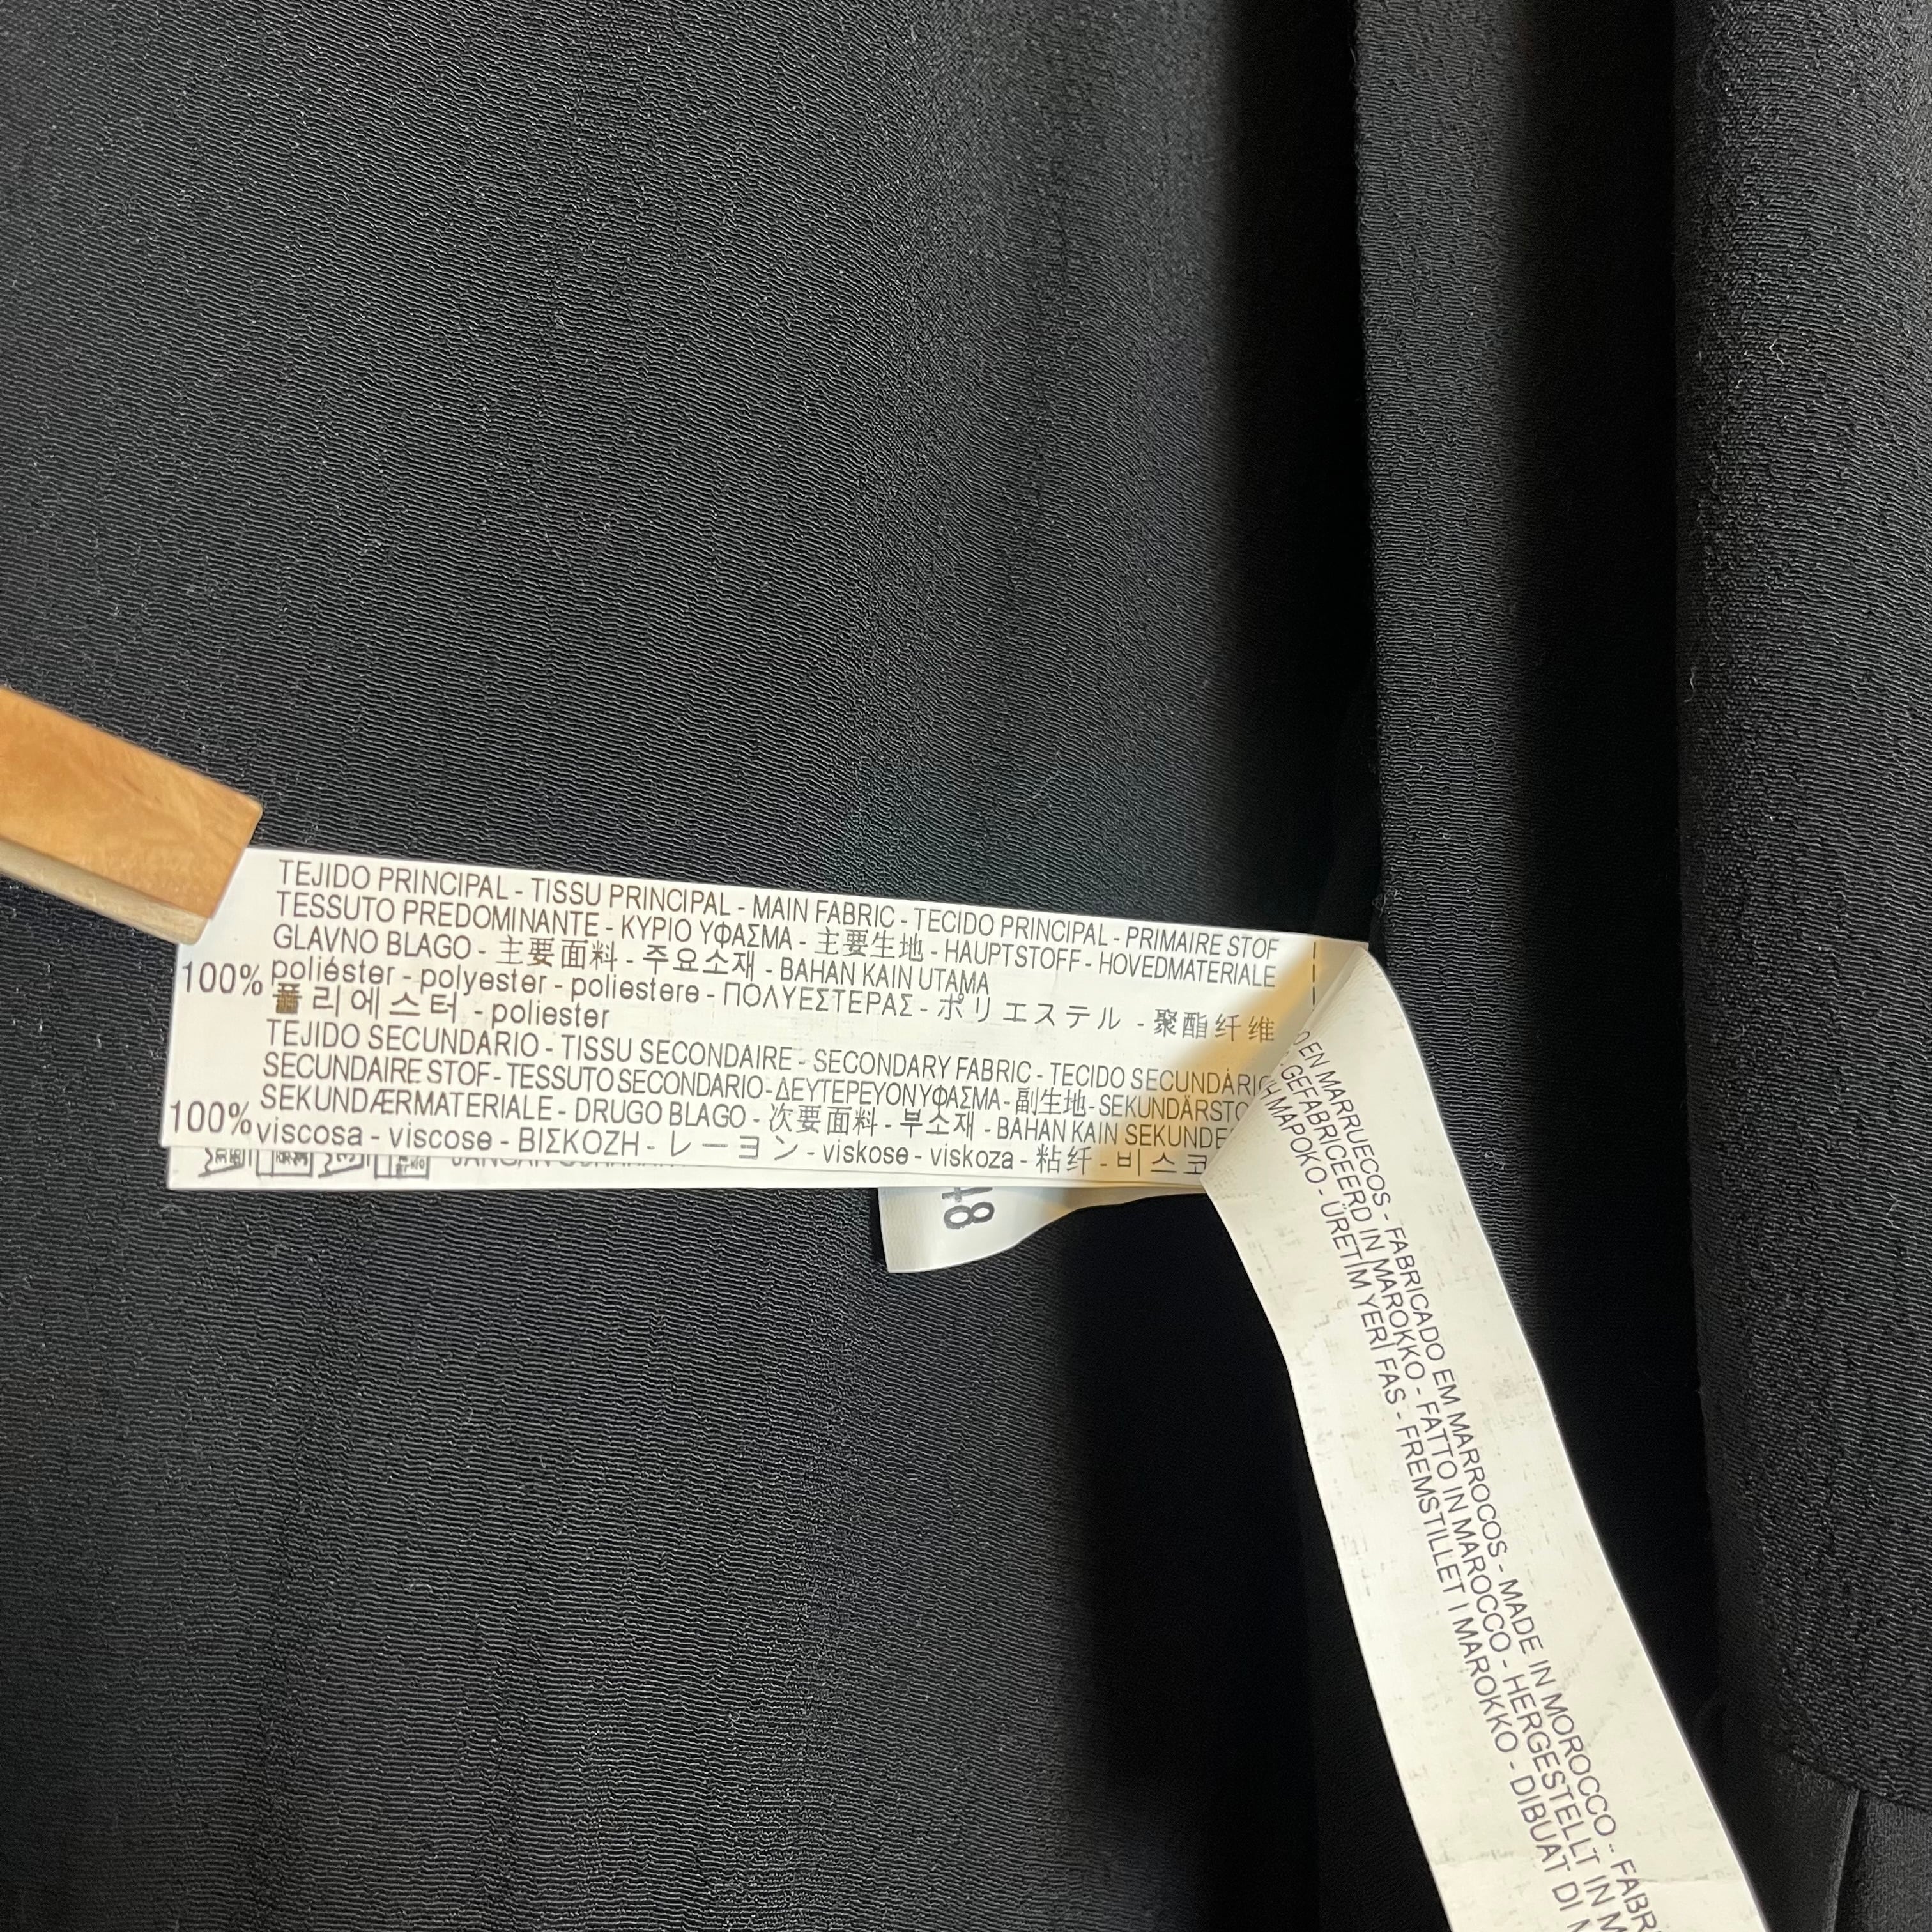 TEJIDO PRINCIPAL - TISSU PRINCIPAL - MAIN FABRIC - TECIDO PRINCIPAL - PRIMAIRE STOF
TESSUTO PREDOMINANTE - ΚΥΡΙΟ ΥΦΑΣΜΑ - 主要生地 - HAUPTSTOFF - HOVEDMATERIALE
GLAVNO BLAGO - 主要面料 - 주요소재 - BAHAN KAIN UTAMA
100% poliéster - polyester - poliestere - ΠΟΛΥΕΣΤΕΡΑΣ - ポリエステル - 聚酯纤维
폴리에스터 - poliester
TEJIDO SECUNDARIO - TISSU SECONDAIRE - SECONDARY FABRIC - TECIDO SECUNDÁRIO
SECUNDAIRE STOF - TESSUTO SECONDARIO - ΔΕΥΤΕΡΕΥΟΝ ΥΦΑΣΜΑ - 副生地 - SEKUNDÄRSTO
SEKUNDÆRMATERIALE - DRUGO BLAGO - 次要面料 - 부소재 - BAHAN KAIN SEKUNDE
100% viscosa - viscose - ΒΙΣΚΟΖΗ - レーヨン - viskose - viskoza - 粘纤 - 비스코
48
O EN MARRUECOS - FABRICADO EM MARROCOS - MADE IN MOROCCO - FABR
GEFABRICEERD IN MAROKKO - FATTO IN MAROCCO - HERGESTELLT IN M
МАРОКО - ÜRETİM YERİ FAS - FREMSTILLET I MAROKKO - DIBUAT DI M